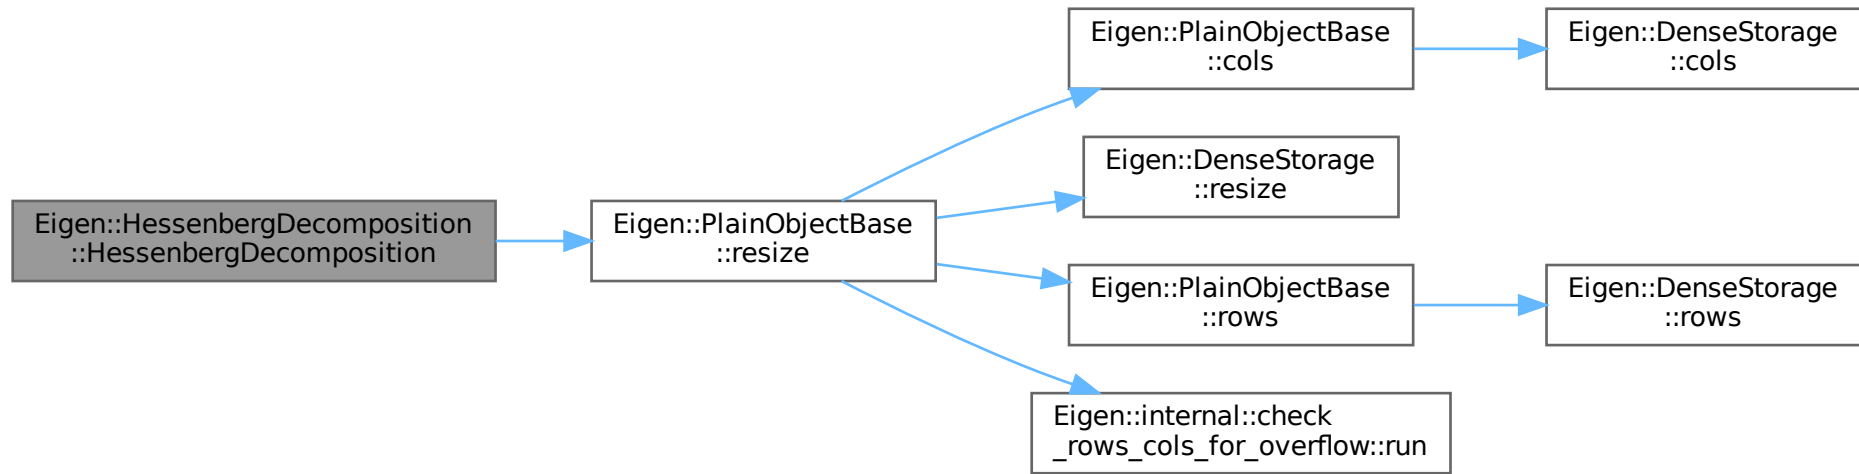 Eigen::HessenbergDecomposition
::HessenbergDecomposition
Eigen::PlainObjectBase
::resize
Eigen::PlainObjectBase
::cols
Eigen::DenseStorage
::cols
Eigen::DenseStorage
::resize
Eigen::PlainObjectBase
::rows
Eigen::DenseStorage
::rows
Eigen::internal::check
_rows_cols_for_overflow::run